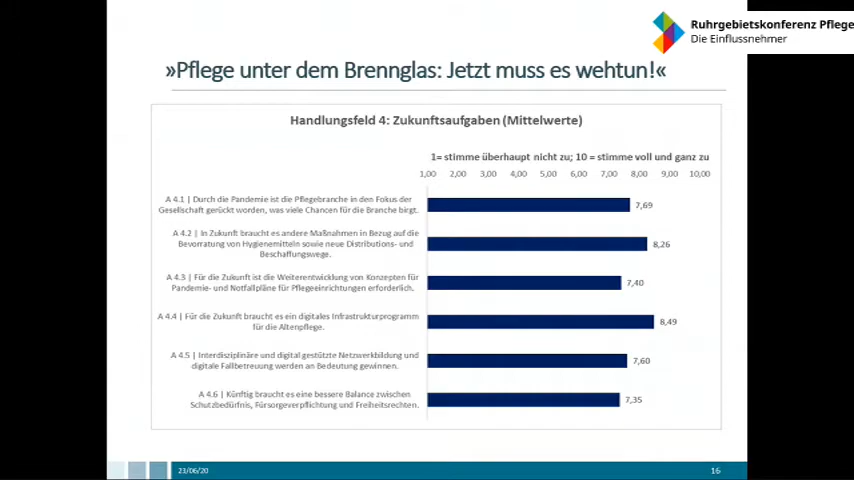 Ruhrgebietskonferenz Pflege
Die Einflussnehmer
»Pflege unter dem Brennglas: Jetzt muss es wehtun!«
Handlungsfeld 4: Zukunftsaufgaben (Mittelwerte)
1= stimme überhaupt nicht zu; 10 = stimme voll und ganz zu
1,00 2,00 3,00 4,00 5,00 6,00 7,00 8,00 9,00 10,00
A 4.1 | Durch die Pandemie ist die Pflegebranche in den Fokus der
Gesellschaft gerückt worden, was viele Chancen für die Branche birgt.
7,69
A 4.2 | In Zukunft braucht es andere Maßnahmen in Bezug auf die
Bevorratung von Hygienemitteln sowie neue Distributions- und
Beschaffungswege.
8,26
A 4.3 | Für die Zukunft ist die Weiterentwicklung von Konzepten für
Pandemie- und Notfallpläne für Pflegeeinrichtungen erforderlich.
7,40
A 4.4 | Für die Zukunft braucht es ein digitales Infrastrukturprogramm
für die Altenpflege.
8,49
A 4.5 | Interdisziplinäre und digital gestützte Netzwerkbildung und
digitale Fallbetreuung werden an Bedeutung gewinnen.
7,60
A 4.6 | Künftig braucht es eine bessere Balance zwischen
Schutzbedürfnis, Fürsorgeverpflichtung und Freiheitsrechten.
7,35
23/06/20
16